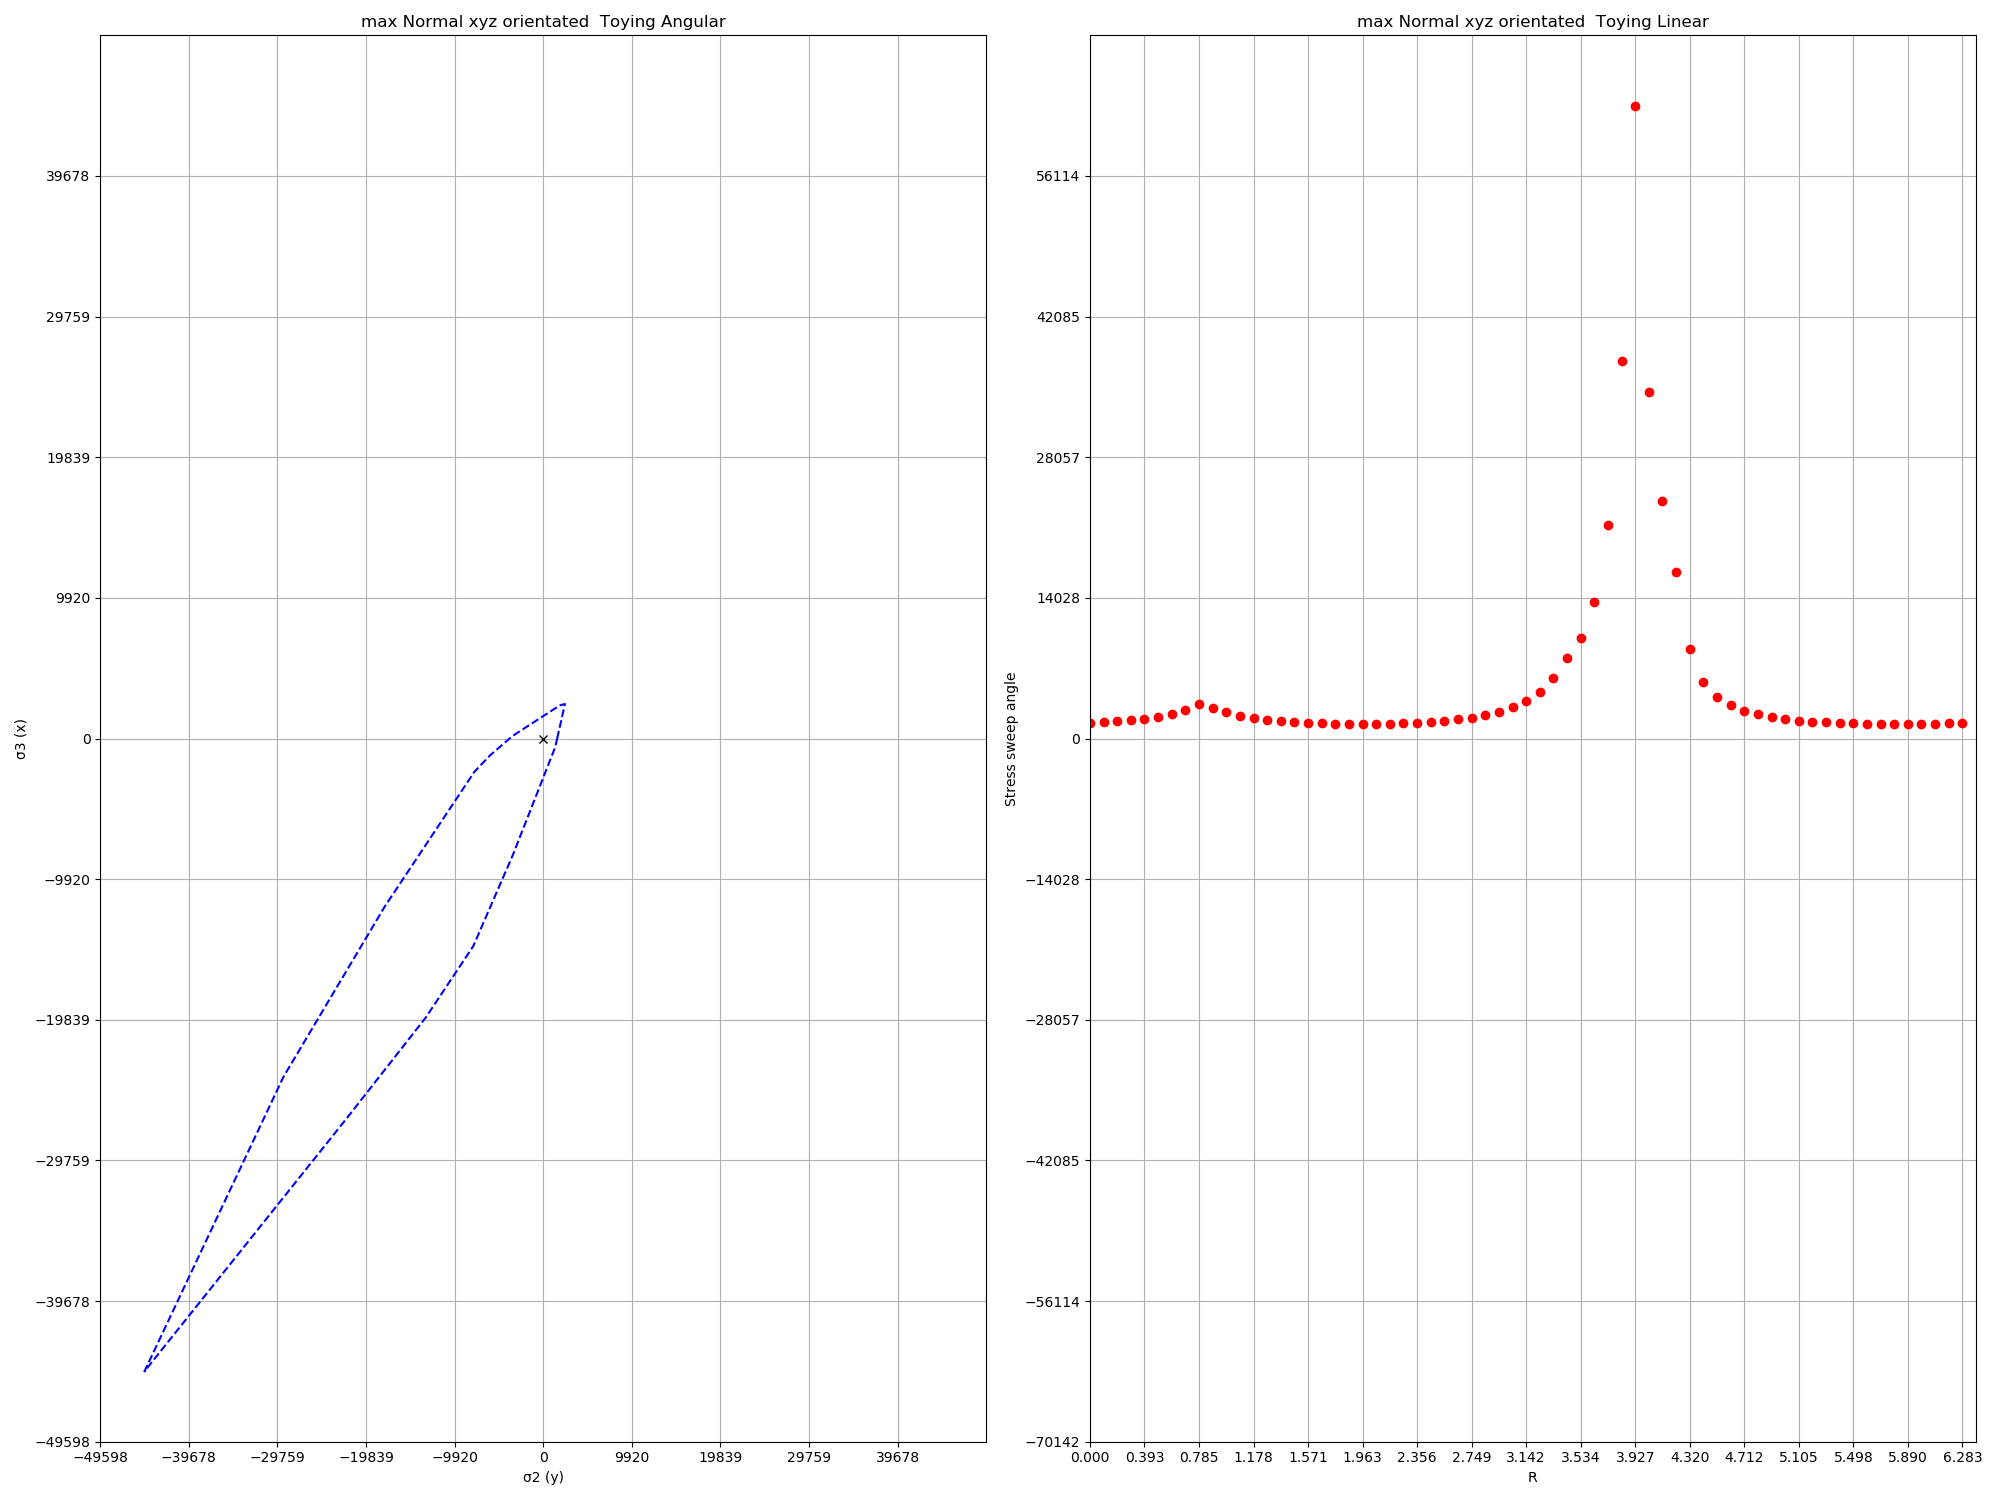 max Normal xyz orientated  Toying Angular
39678
29759
19839
9920
0
−9920
−19839
−29759
−39678
−49598
σ3 (x)
−49598 −39678 −29759 −19839 −9920 0 9920 19839 29759 39678
σ2 (y)
max Normal xyz orientated  Toying Linear
56114
42085
28057
14028
0
−14028
−28057
−42085
−56114
−70142
Stress sweep angle
0.000 0.393 0.785 1.178 1.571 1.963 2.356 2.749 3.142 3.534 3.927 4.320 4.712 5.105 5.498 5.890 6.283
R